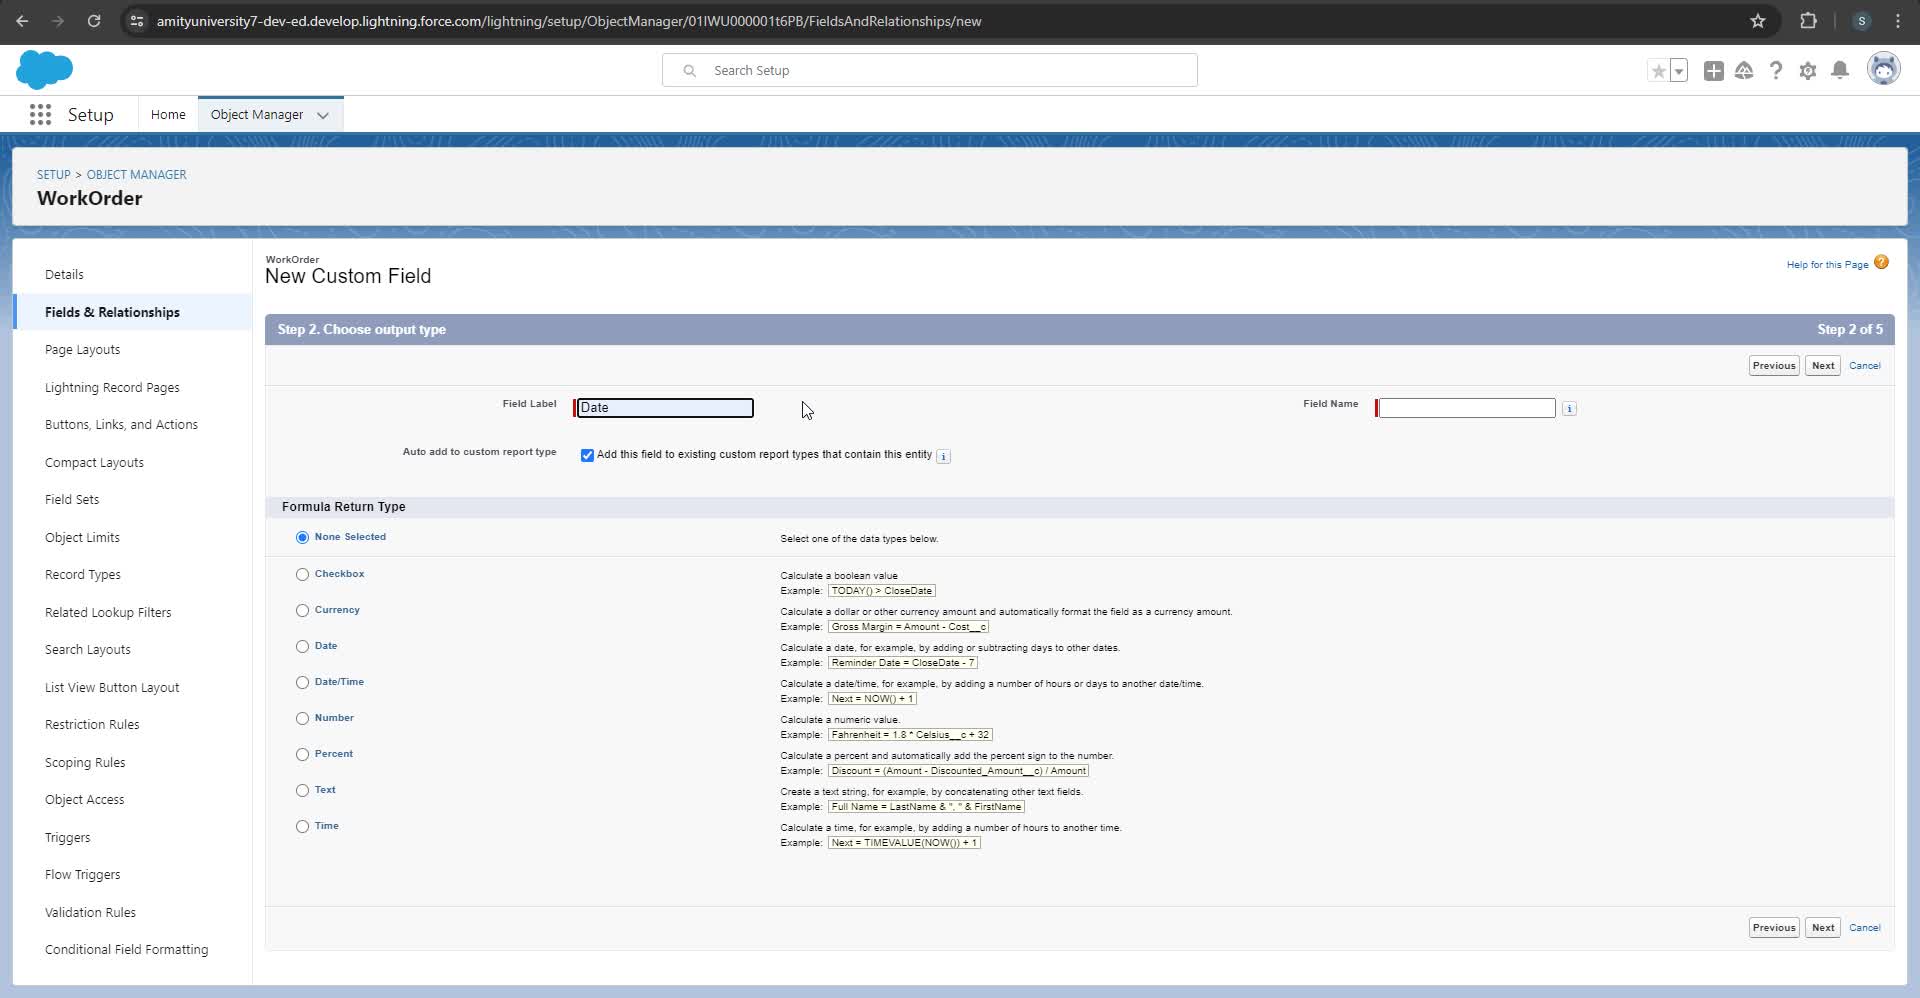 amityuniversity7-dev-ed.develop.lightning.force.com/lightning/setup/ObjectManager/01IWU000001t6PB/FieldsAndRelationships/new
S
Search Setup
Setup
Home
Object Manager
SETUP > OBJECT MANAGER
WorkOrder
Details
Fields & Relationships
Page Layouts
Lightning Record Pages
Buttons, Links, and Actions
Compact Layouts
Field Sets
Object Limits
Record Types
Related Lookup Filters
Search Layouts
List View Button Layout
Restriction Rules
Scoping Rules
Object Access
Triggers
Flow Triggers
Validation Rules
Conditional Field Formatting
WorkOrder
New Custom Field
Help for this Page ?
Step 2. Choose output type
Step 2 of 5
Previous Next Cancel
Field Label Date
Field Name
i
Auto add to custom report type
Add this field to existing custom report types that contain this entity i
Formula Return Type
None Selected
Select one of the data types below.
Checkbox
Calculate a boolean value
Example: TODAY() > CloseDate
Currency
Calculate a dollar or other currency amount and automatically format the field as a currency amount.
Example: Gross Margin = Amount - Cost__c
Date
Calculate a date, for example, by adding or subtracting days to other dates.
Example: Reminder Date = CloseDate - 7
Date/Time
Calculate a date/time, for example, by adding a number of hours or days to another date/time.
Example: Next = NOW() + 1
Number
Calculate a numeric value.
Example: Fahrenheit = 1.8 * Celsius__c + 32
Percent
Calculate a percent and automatically add the percent sign to the number.
Example: Discount = (Amount - Discounted_Amount__c) / Amount
Text
Create a text string, for example, by concatenating other text fields.
Example: Full Name = LastName & ", " & FirstName
Time
Calculate a time, for example, by adding a number of hours to another time.
Example: Next = TIMEVALUE(NOW()) + 1
Previous Next Cancel